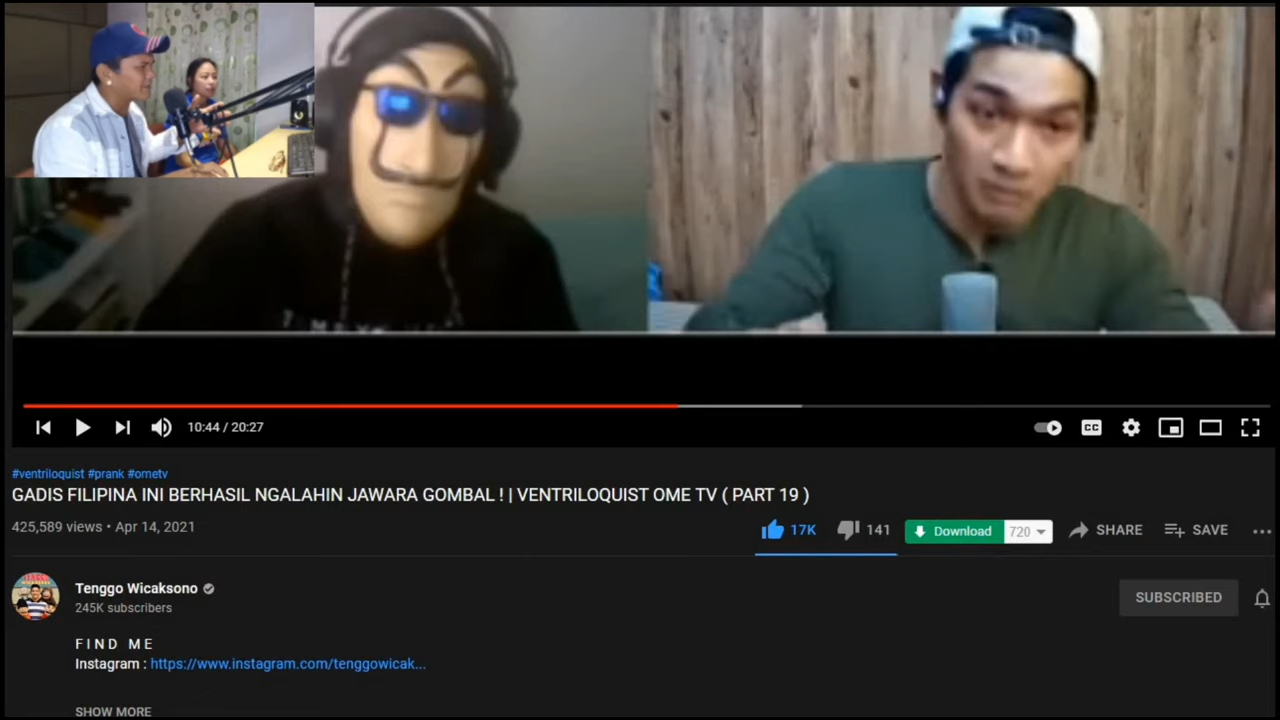 10:44 / 20:27
CC
#ventriloquist #prank #ometv
GADIS FILIPINA INI BERHASIL NGALAHIN JAWARA GOMBAL ! | VENTRILOQUIST OME TV ( PART 19 )
425,589 views • Apr 14, 2021
17K 141 Download 720 SHARE SAVE ...
Tenggo Wicaksono
245K subscribers
SUBSCRIBED
F I N D M E
Instagram : https://www.instagram.com/tenggowicak...
SHOW MORE